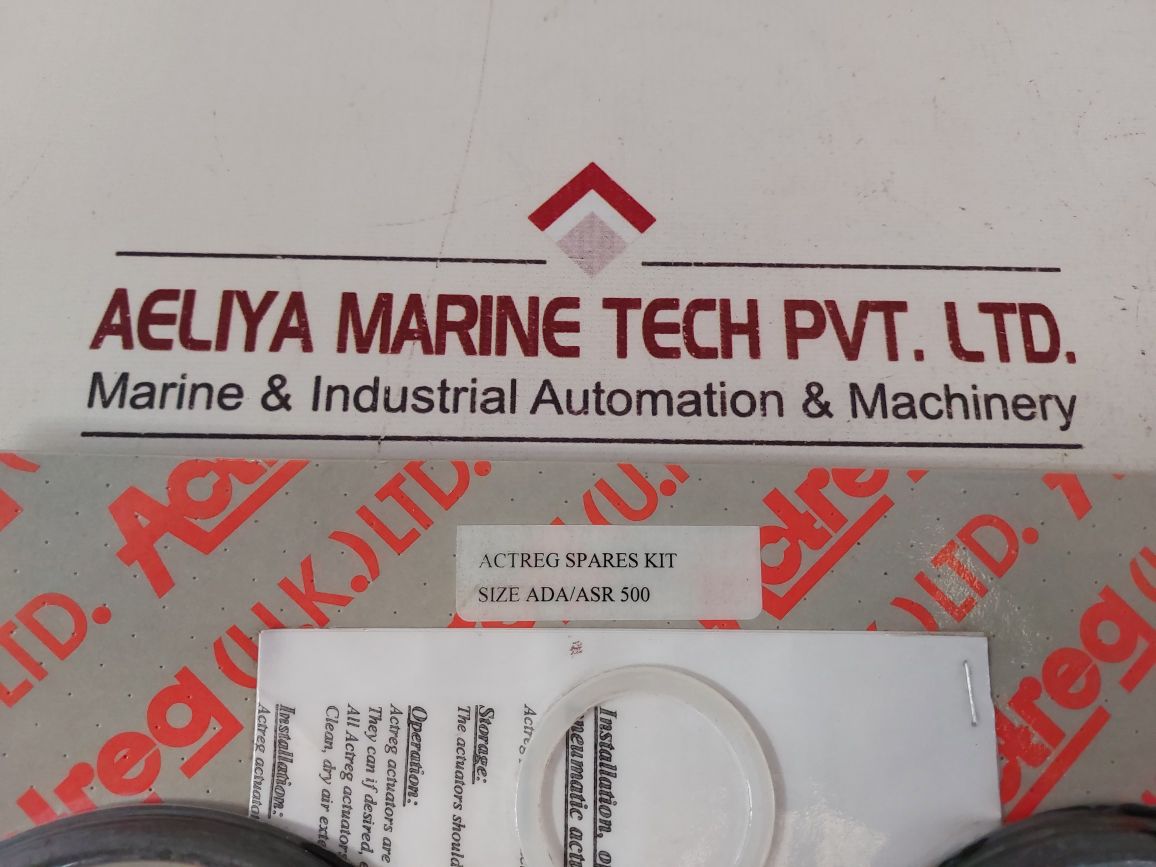 AELIYA MARINE TECH PVT. LTD.
Marine & Industrial Automation & Machinery
Actreg (U.K.) LTD.
ACTREG SPARES KIT
SIZE ADA/ASR 500
Installation,
pneumatic
Actreg
Storage:
The actuators should
Operation:
Actreg actuators are
They can if desired,
All Actreg actuators
Clean, dry air
Installation:
Actreg